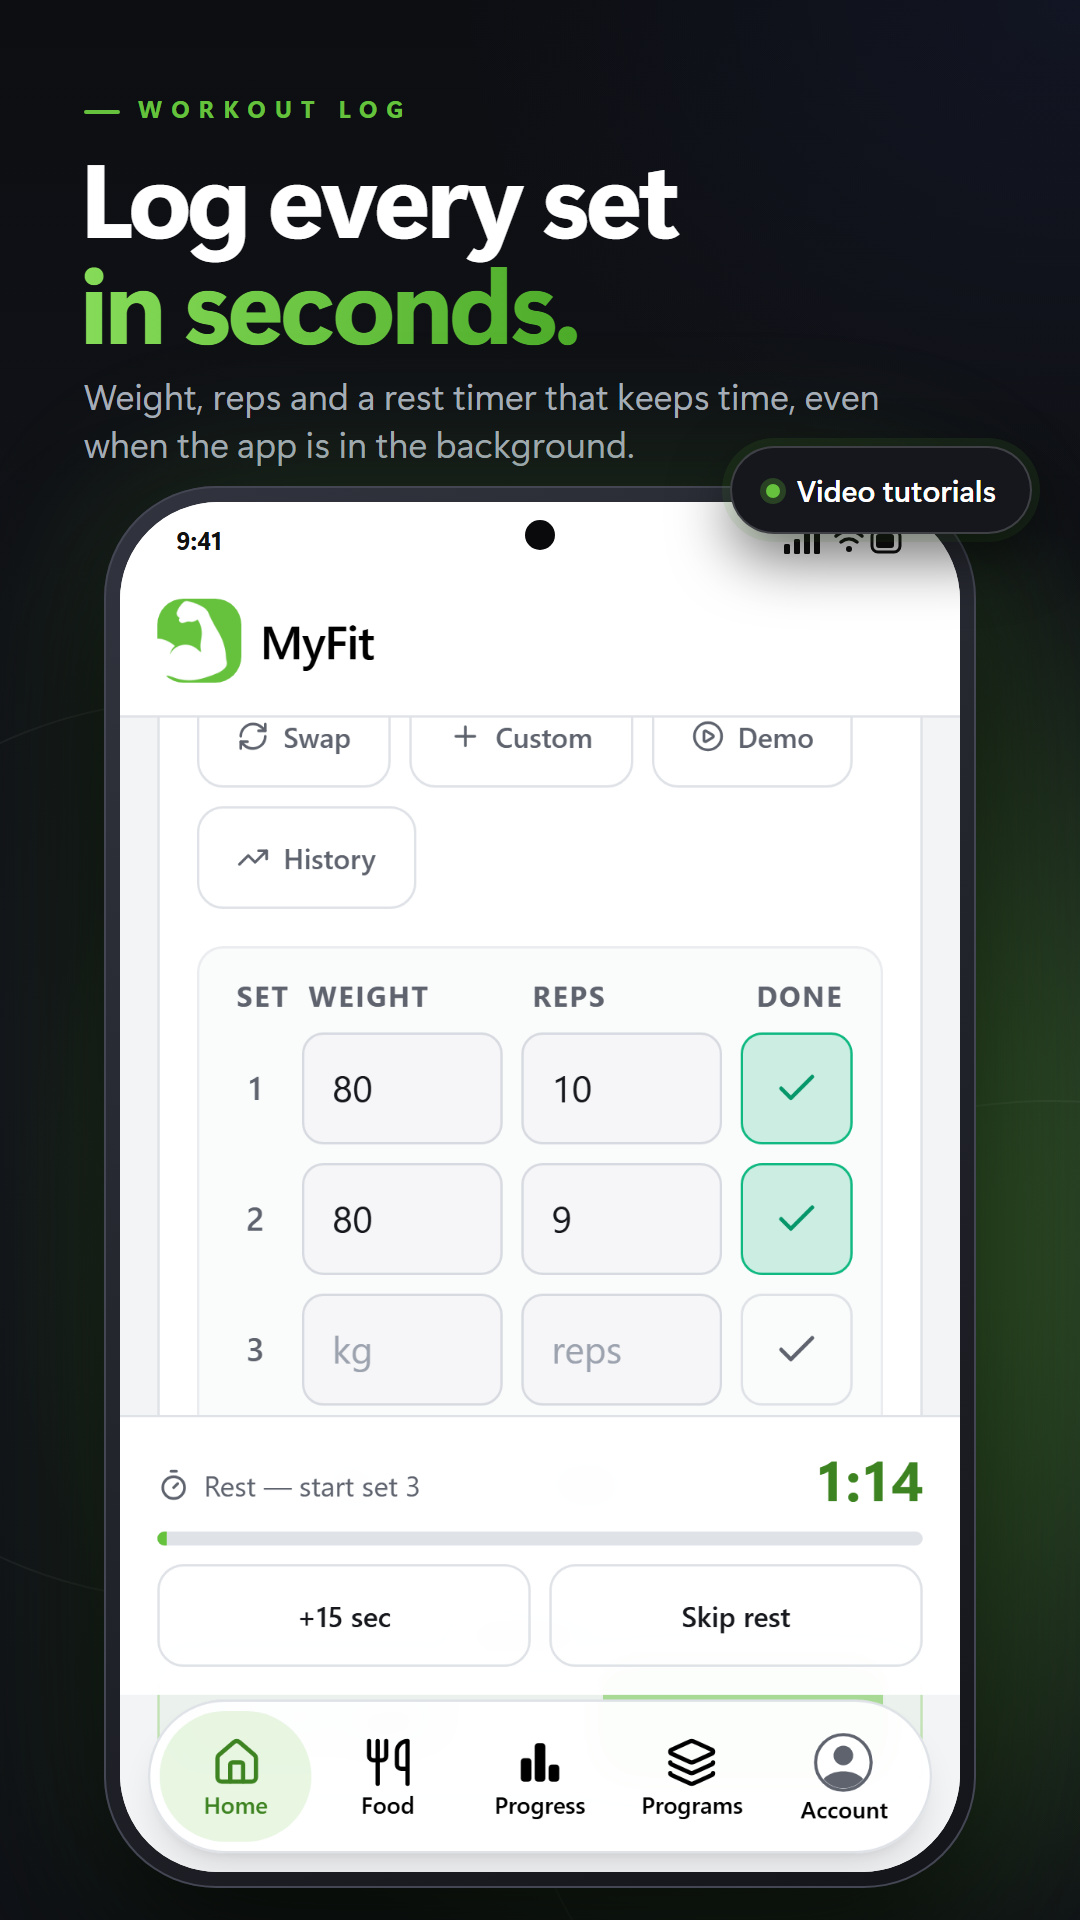 WORKOUT LOG
Log every set
in seconds.
Weight, reps and a rest timer that keeps time, even
when the app is in the background.
Video tutorials
9:41
MyFit
Swap
Custom
Demo
History
SET WEIGHT REPS DONE
1 80 10
2 80 9
3 kg reps
Rest — start set 3 1:14
+15 sec
Skip rest
Home
Food
Progress
Programs
Account